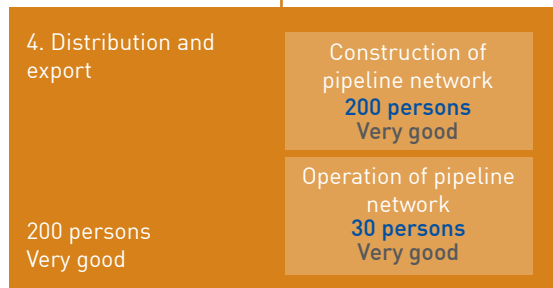 4. Distribution and
export
200 persons
Very good
Construction of
pipeline network
200 persons
Very good
Operation of pipeline
network
30 persons
Very good